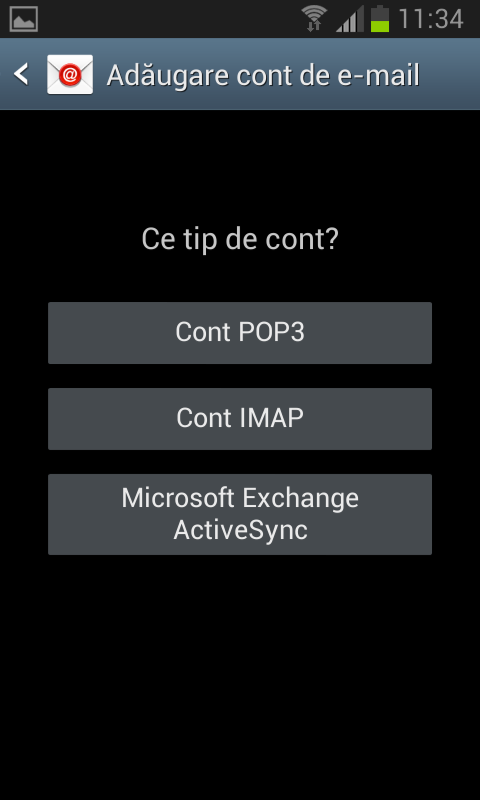 11:34
Adăugare cont de e-mail
Ce tip de cont?
Cont POP3
Cont IMAP
Microsoft Exchange
ActiveSync